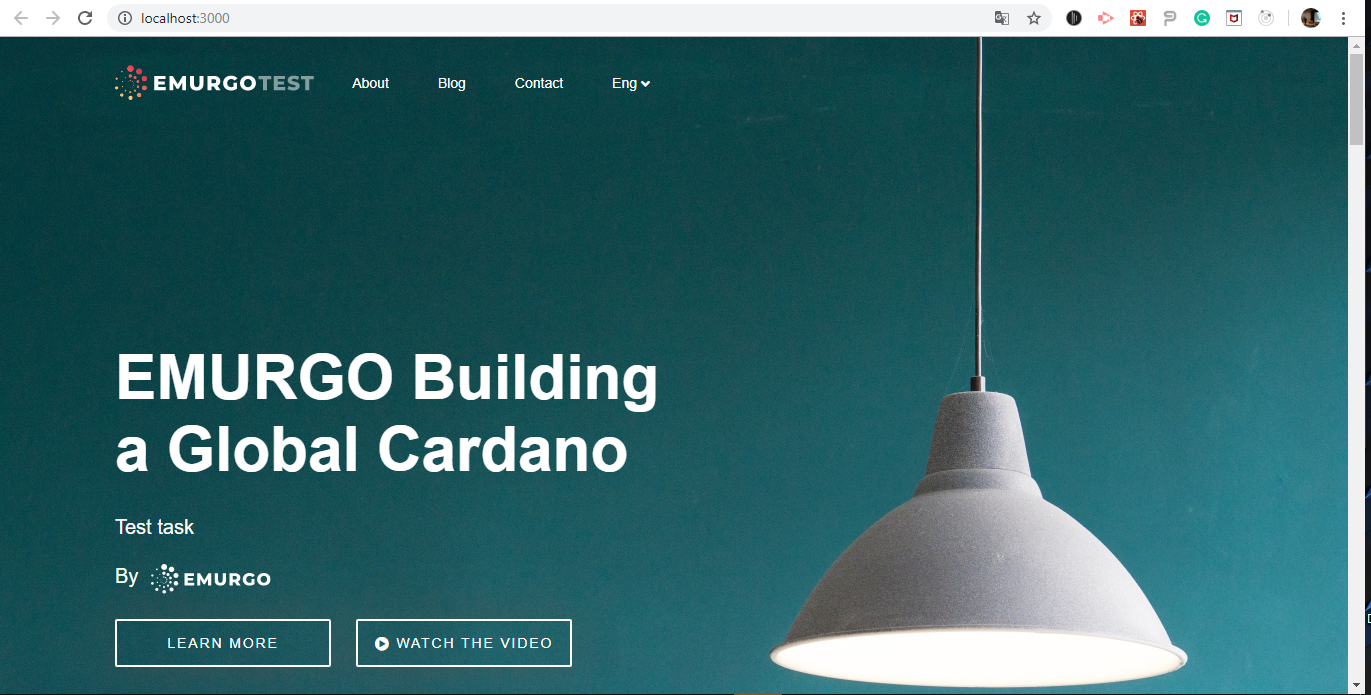 localhost:3000
EMURGOTEST About Blog Contact Eng
EMURGO Building
a Global Cardano
Test task
By EMURGO
LEARN MORE WATCH THE VIDEO